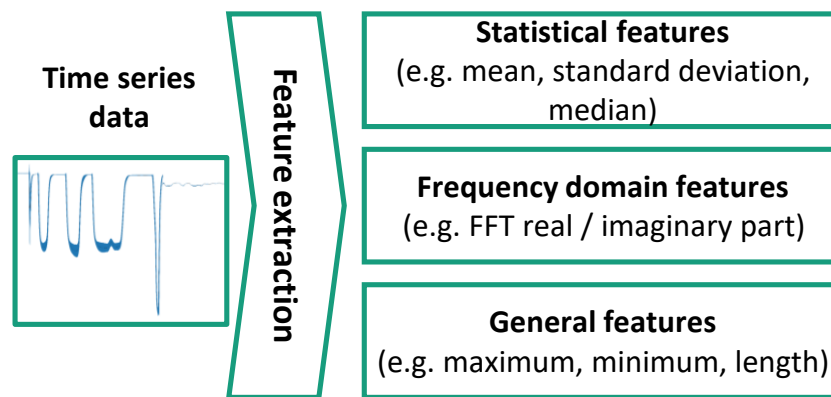 Time series
data
Feature extraction
Statistical features
(e.g. mean, standard deviation,
median)
Frequency domain features
(e.g. FFT real / imaginary part)
General features
(e.g. maximum, minimum, length)